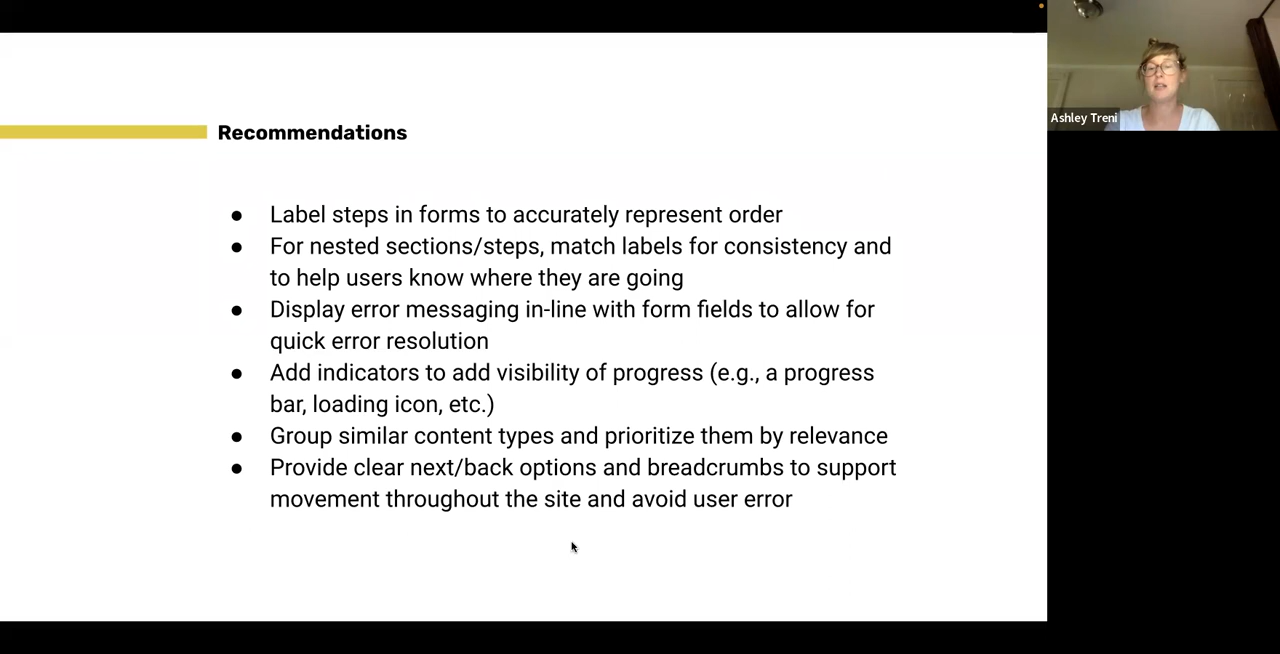 Recommendations
● Label steps in forms to accurately represent order
● For nested sections/steps, match labels for consistency and
to help users know where they are going
● Display error messaging in-line with form fields to allow for
quick error resolution
● Add indicators to add visibility of progress (e.g., a progress
bar, loading icon, etc.)
● Group similar content types and prioritize them by relevance
● Provide clear next/back options and breadcrumbs to support
movement throughout the site and avoid user error
Ashley Treni